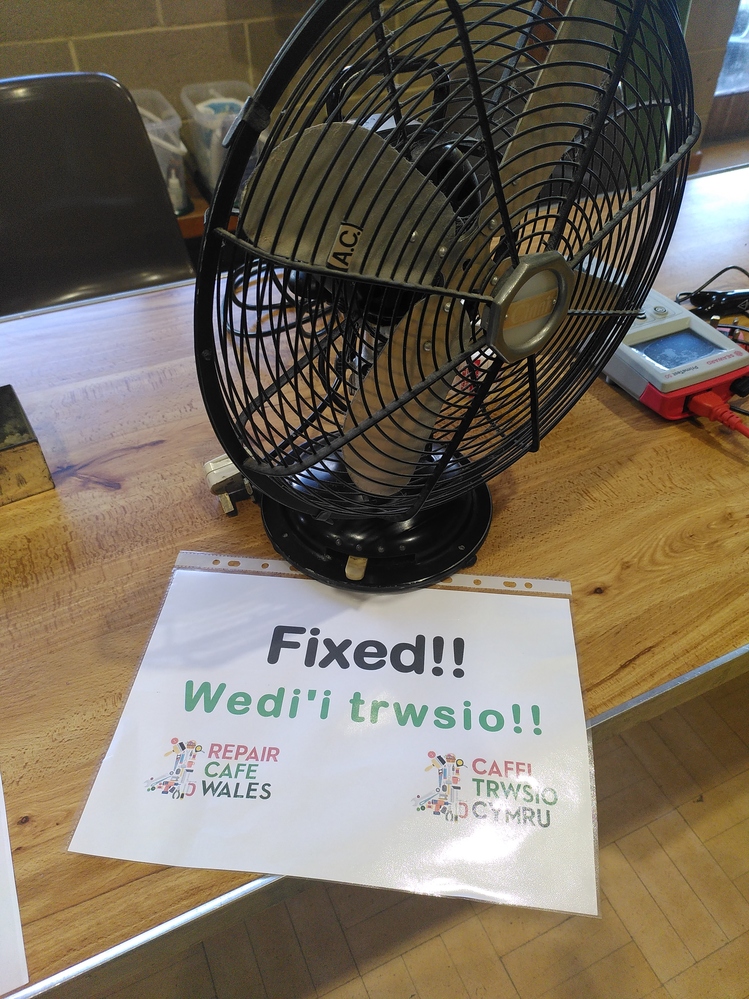 (A.C.)
Fixed!!
Wedi'i trwsio!!
REPAIR
CAFE
WALES
CAFFI
TRWSIO
CYMRU